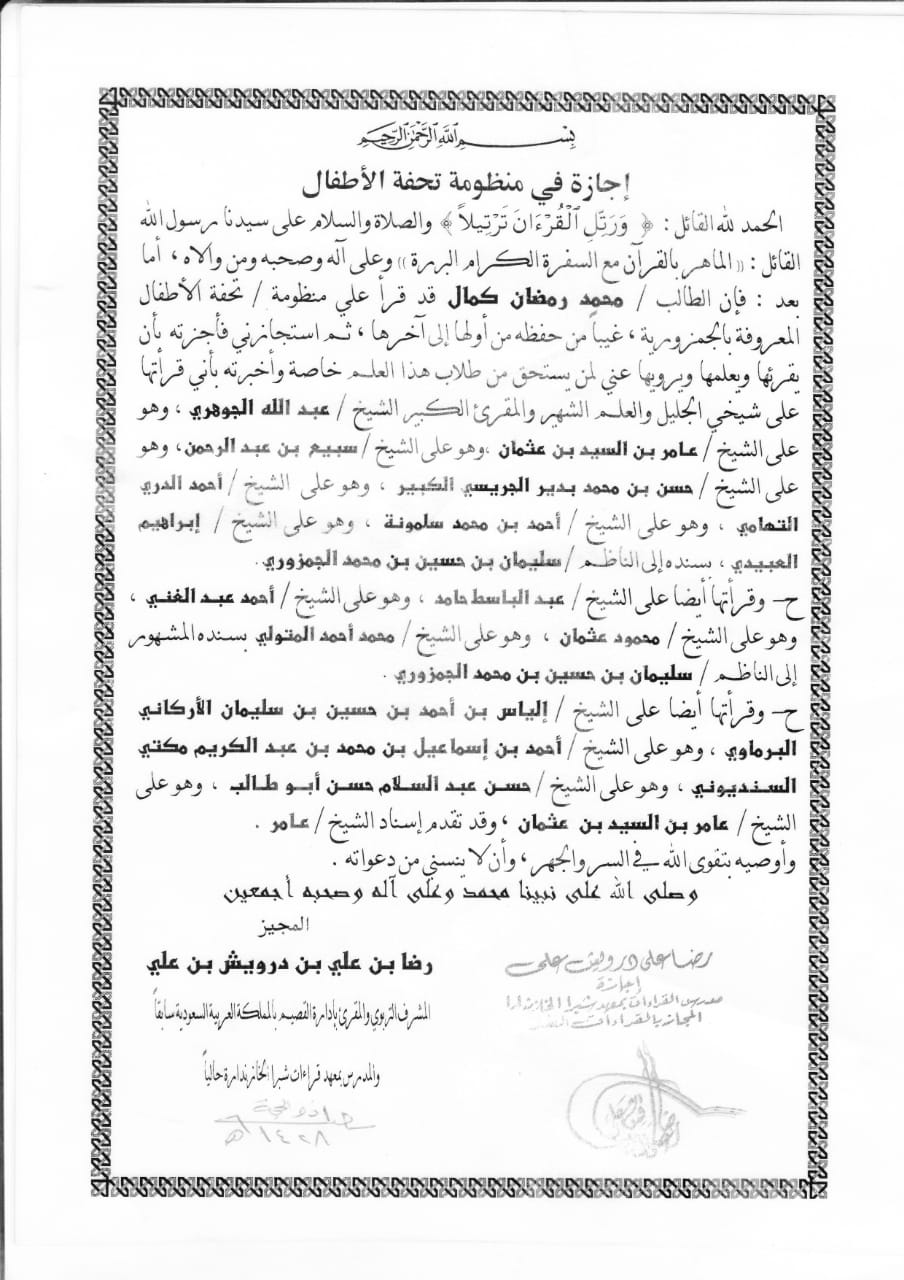 بِسْمِ ٱللَّهِ ٱلرَّحْمَٰنِ ٱلرَّحِيمِ
إجازة في منظومة تحفة الأطفال
الحمد لله القائل : ﴿ وَرَتِّلِ ٱلْقُرْءَانَ تَرْتِيلاً ﴾ والصلاة والسلام على سيدنا رسول الله
القائل : (( الماهر بالقرآن مع السفرة الكرام البررة )) وعلى آله وصحبه ومن والاه ، أما
بعد : فإن الطالب / محمد رمضان كمال قد قرأ علي منظومة / تحفة الأطفال
المعروفة بالجمزورية ، غيباً من حفظه من أولها إلى آخرها ، ثم استجازني فأجزته بأن
يقرئها ويعلمها ويرويها عني لمن يستحق من طلاب هذا العلم خاصة وأخبرته بأني قرأتها
على شيخي الجليل والعلم الشهير والمقرئ الكبير الشيخ / عبد الله الجوهري ، وهو
على الشيخ / عامر بن السيد بن عثمان ،وهو على الشيخ / سبيع بن عبد الرحمن، وهو
على الشيخ / حسن بن محمد بدير الجريسي الكبير ، وهو على الشيخ / أحمد الدري
التهامي ، وهو على الشيخ / أحمد بن محمد سلمونة ، وهو على الشيخ / إبراهيم
العبيدي ، بسنده إلى الناظم / سليمان بن حسين بن محمد الجمزوري .
ح- وقرأتها أيضا على الشيخ / عبد الباسط حامد ، وهو على الشيخ / أحمد عبد الغني ،
وهو على الشيخ / محمود عثمان ، وهو على الشيخ / محمد أحمد المتولي بسنده المشهور
إلى الناظم / سليمان بن حسين بن محمد الجمزوري .
ح- وقرأتها أيضا على الشيخ / إلياس بن أحمد بن حسين بن سليمان الأركاني
البرماوي ، وهو على الشيخ / أحمد بن إسماعيل بن محمد بن عبد الكريم مكتي
السنديوني ، وهو على الشيخ / حسن عبد السلام حسن أبو طالب ، وهو على
الشيخ / عامر بن السيد بن عثمان ، وقد تقدم إسناد الشيخ / عامر .
وأوصيه بتقوى الله في السر والجهر ، وأن لا ينسني من دعواته .
وصلى الله على نبينا محمد وعلى آله وصحبه أجمعين
المجيز
رضا بن علي بن درويش بن علي
المشرف التربوي والمقرئ بإدارة القصيم بالمملكة العربية السعودية سابقاً
والمدرس بمعهد قراءات شبرا الخازندارة حالياً
ذو الحجة
١٤٢٨ هـ
رضا على درويش على
إجازة
مدرس القراءات بمعهد شبرا
المجاز بالقراءات